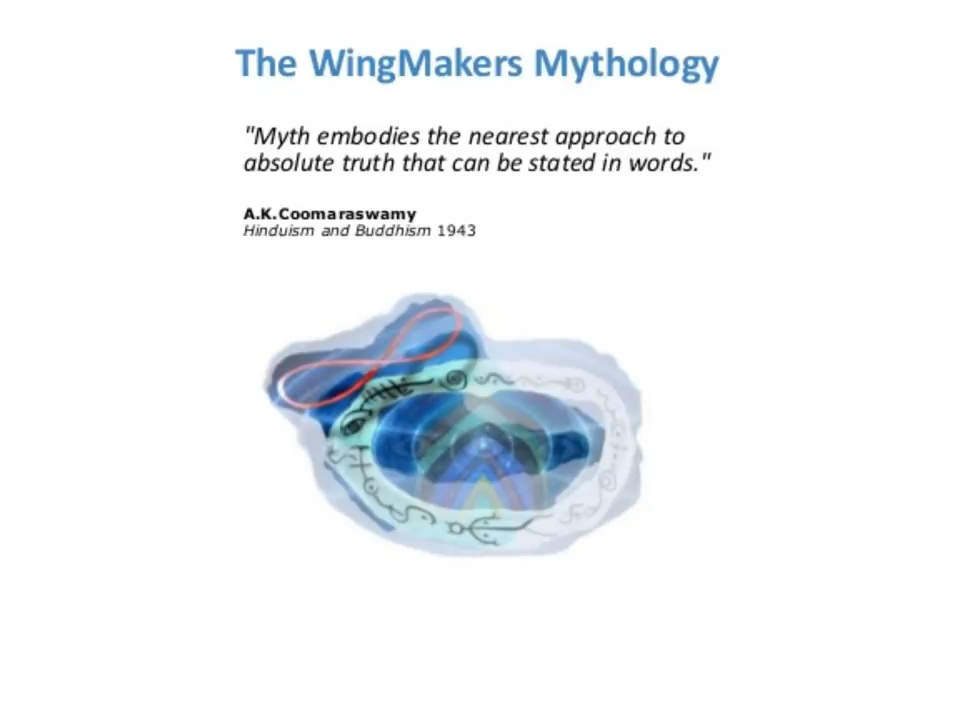 The WingMakers Mythology
"Myth embodies the nearest approach to
absolute truth that can be stated in words."
A.K.Coomaraswamy
Hinduism and Buddhism 1943